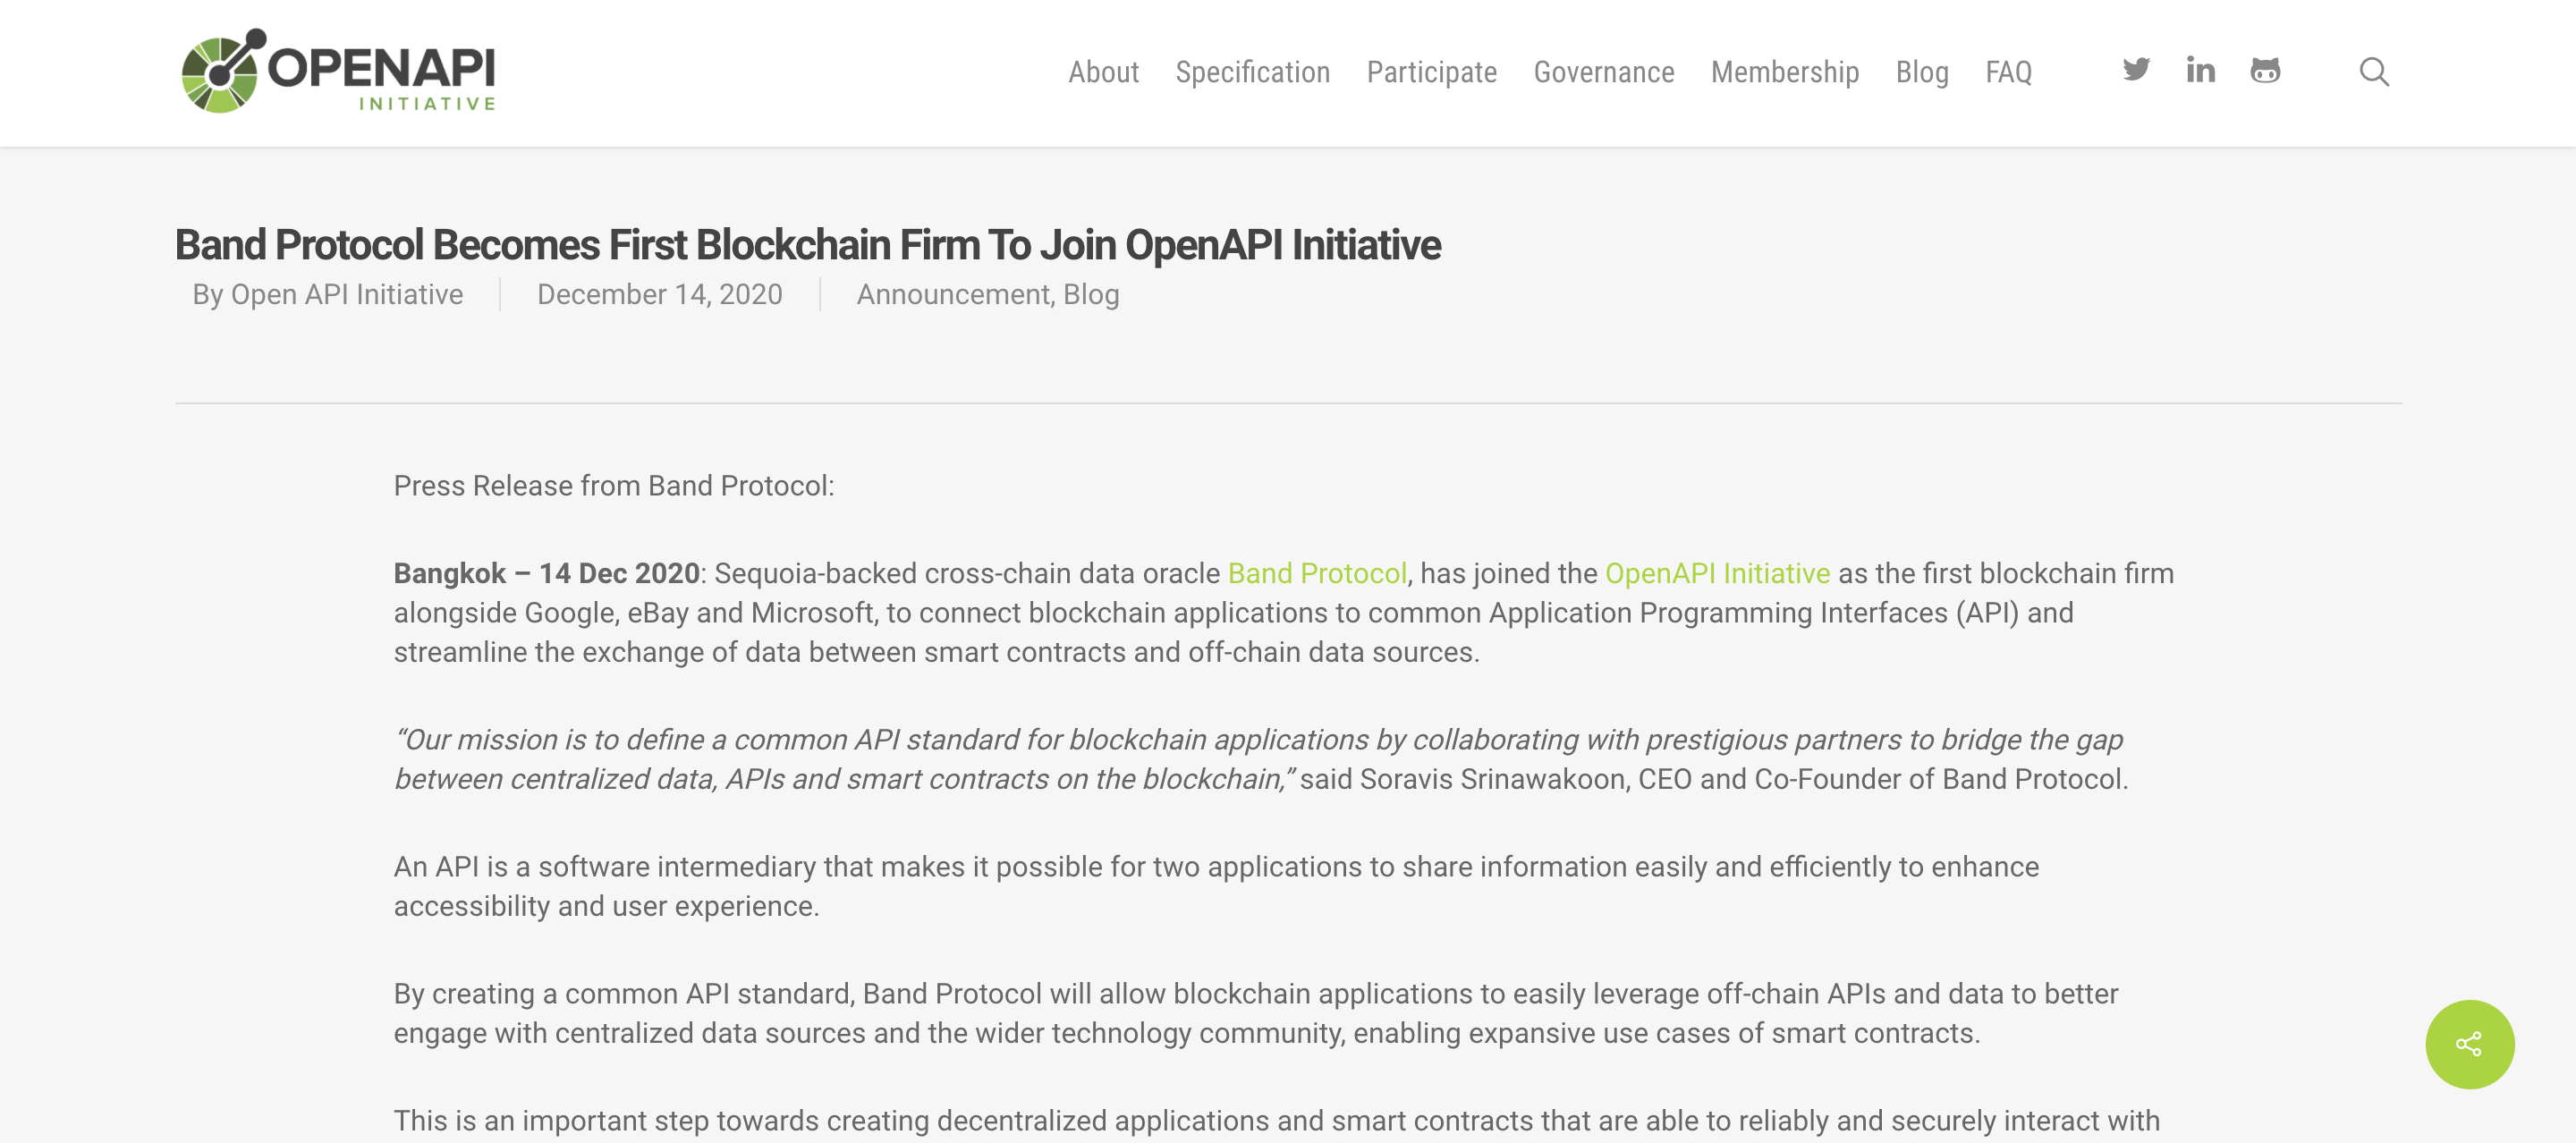 OPENAPI
INITIATIVE
About Specification Participate Governance Membership Blog FAQ
Band Protocol Becomes First Blockchain Firm To Join OpenAPI Initiative
By Open API Initiative December 14, 2020 Announcement, Blog
Press Release from Band Protocol:
Bangkok – 14 Dec 2020: Sequoia-backed cross-chain data oracle Band Protocol, has joined the OpenAPI Initiative as the first blockchain firm
alongside Google, eBay and Microsoft, to connect blockchain applications to common Application Programming Interfaces (API) and
streamline the exchange of data between smart contracts and off-chain data sources.
“Our mission is to define a common API standard for blockchain applications by collaborating with prestigious partners to bridge the gap
between centralized data, APIs and smart contracts on the blockchain,” said Soravis Srinawakoon, CEO and Co-Founder of Band Protocol.
An API is a software intermediary that makes it possible for two applications to share information easily and efficiently to enhance
accessibility and user experience.
By creating a common API standard, Band Protocol will allow blockchain applications to easily leverage off-chain APIs and data to better
engage with centralized data sources and the wider technology community, enabling expansive use cases of smart contracts.
This is an important step towards creating decentralized applications and smart contracts that are able to reliably and securely interact with